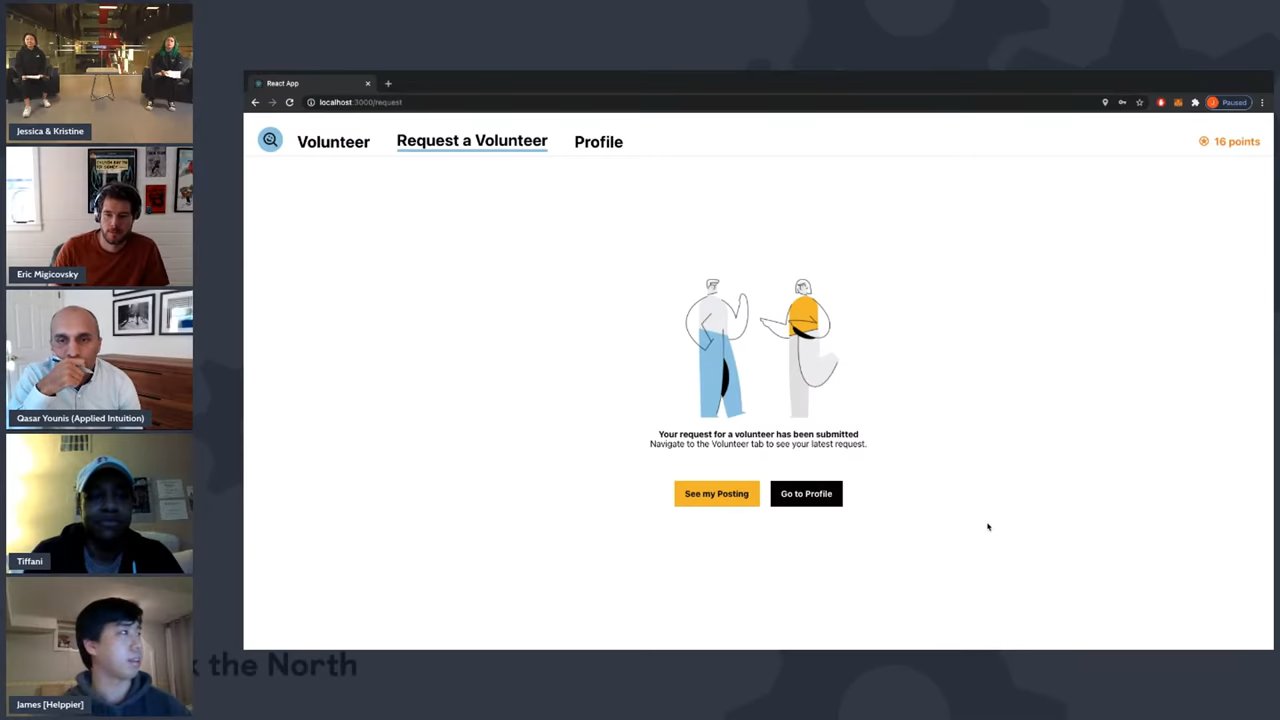 Jessica & Kristine
Eric Migicovsky
Qasar Younis (Applied Intuition)
Tiffani
James [Helppier]
React App
localhost:3000/request
Paused
Volunteer
Request a Volunteer
Profile
16 points
Your request for a volunteer has been submitted
Navigate to the Volunteer tab to see your latest request.
See my Posting
Go to Profile
the North